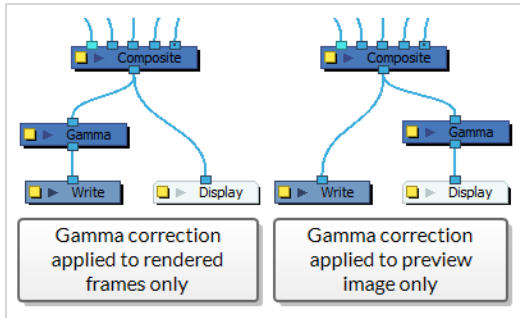 Composite
Gamma
Write
Display
Gamma correction
applied to rendered
frames only
Composite
Gamma
Write
Display
Gamma correction
applied to preview
image only